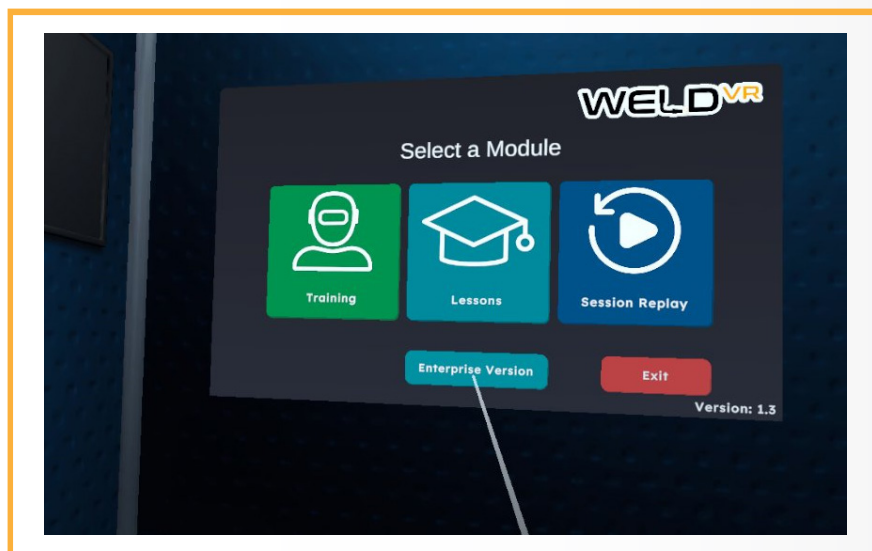 WELDVR
Select a Module
Training
Lessons
Session Replay
Enterprise Version
Exit
Version: 1.3